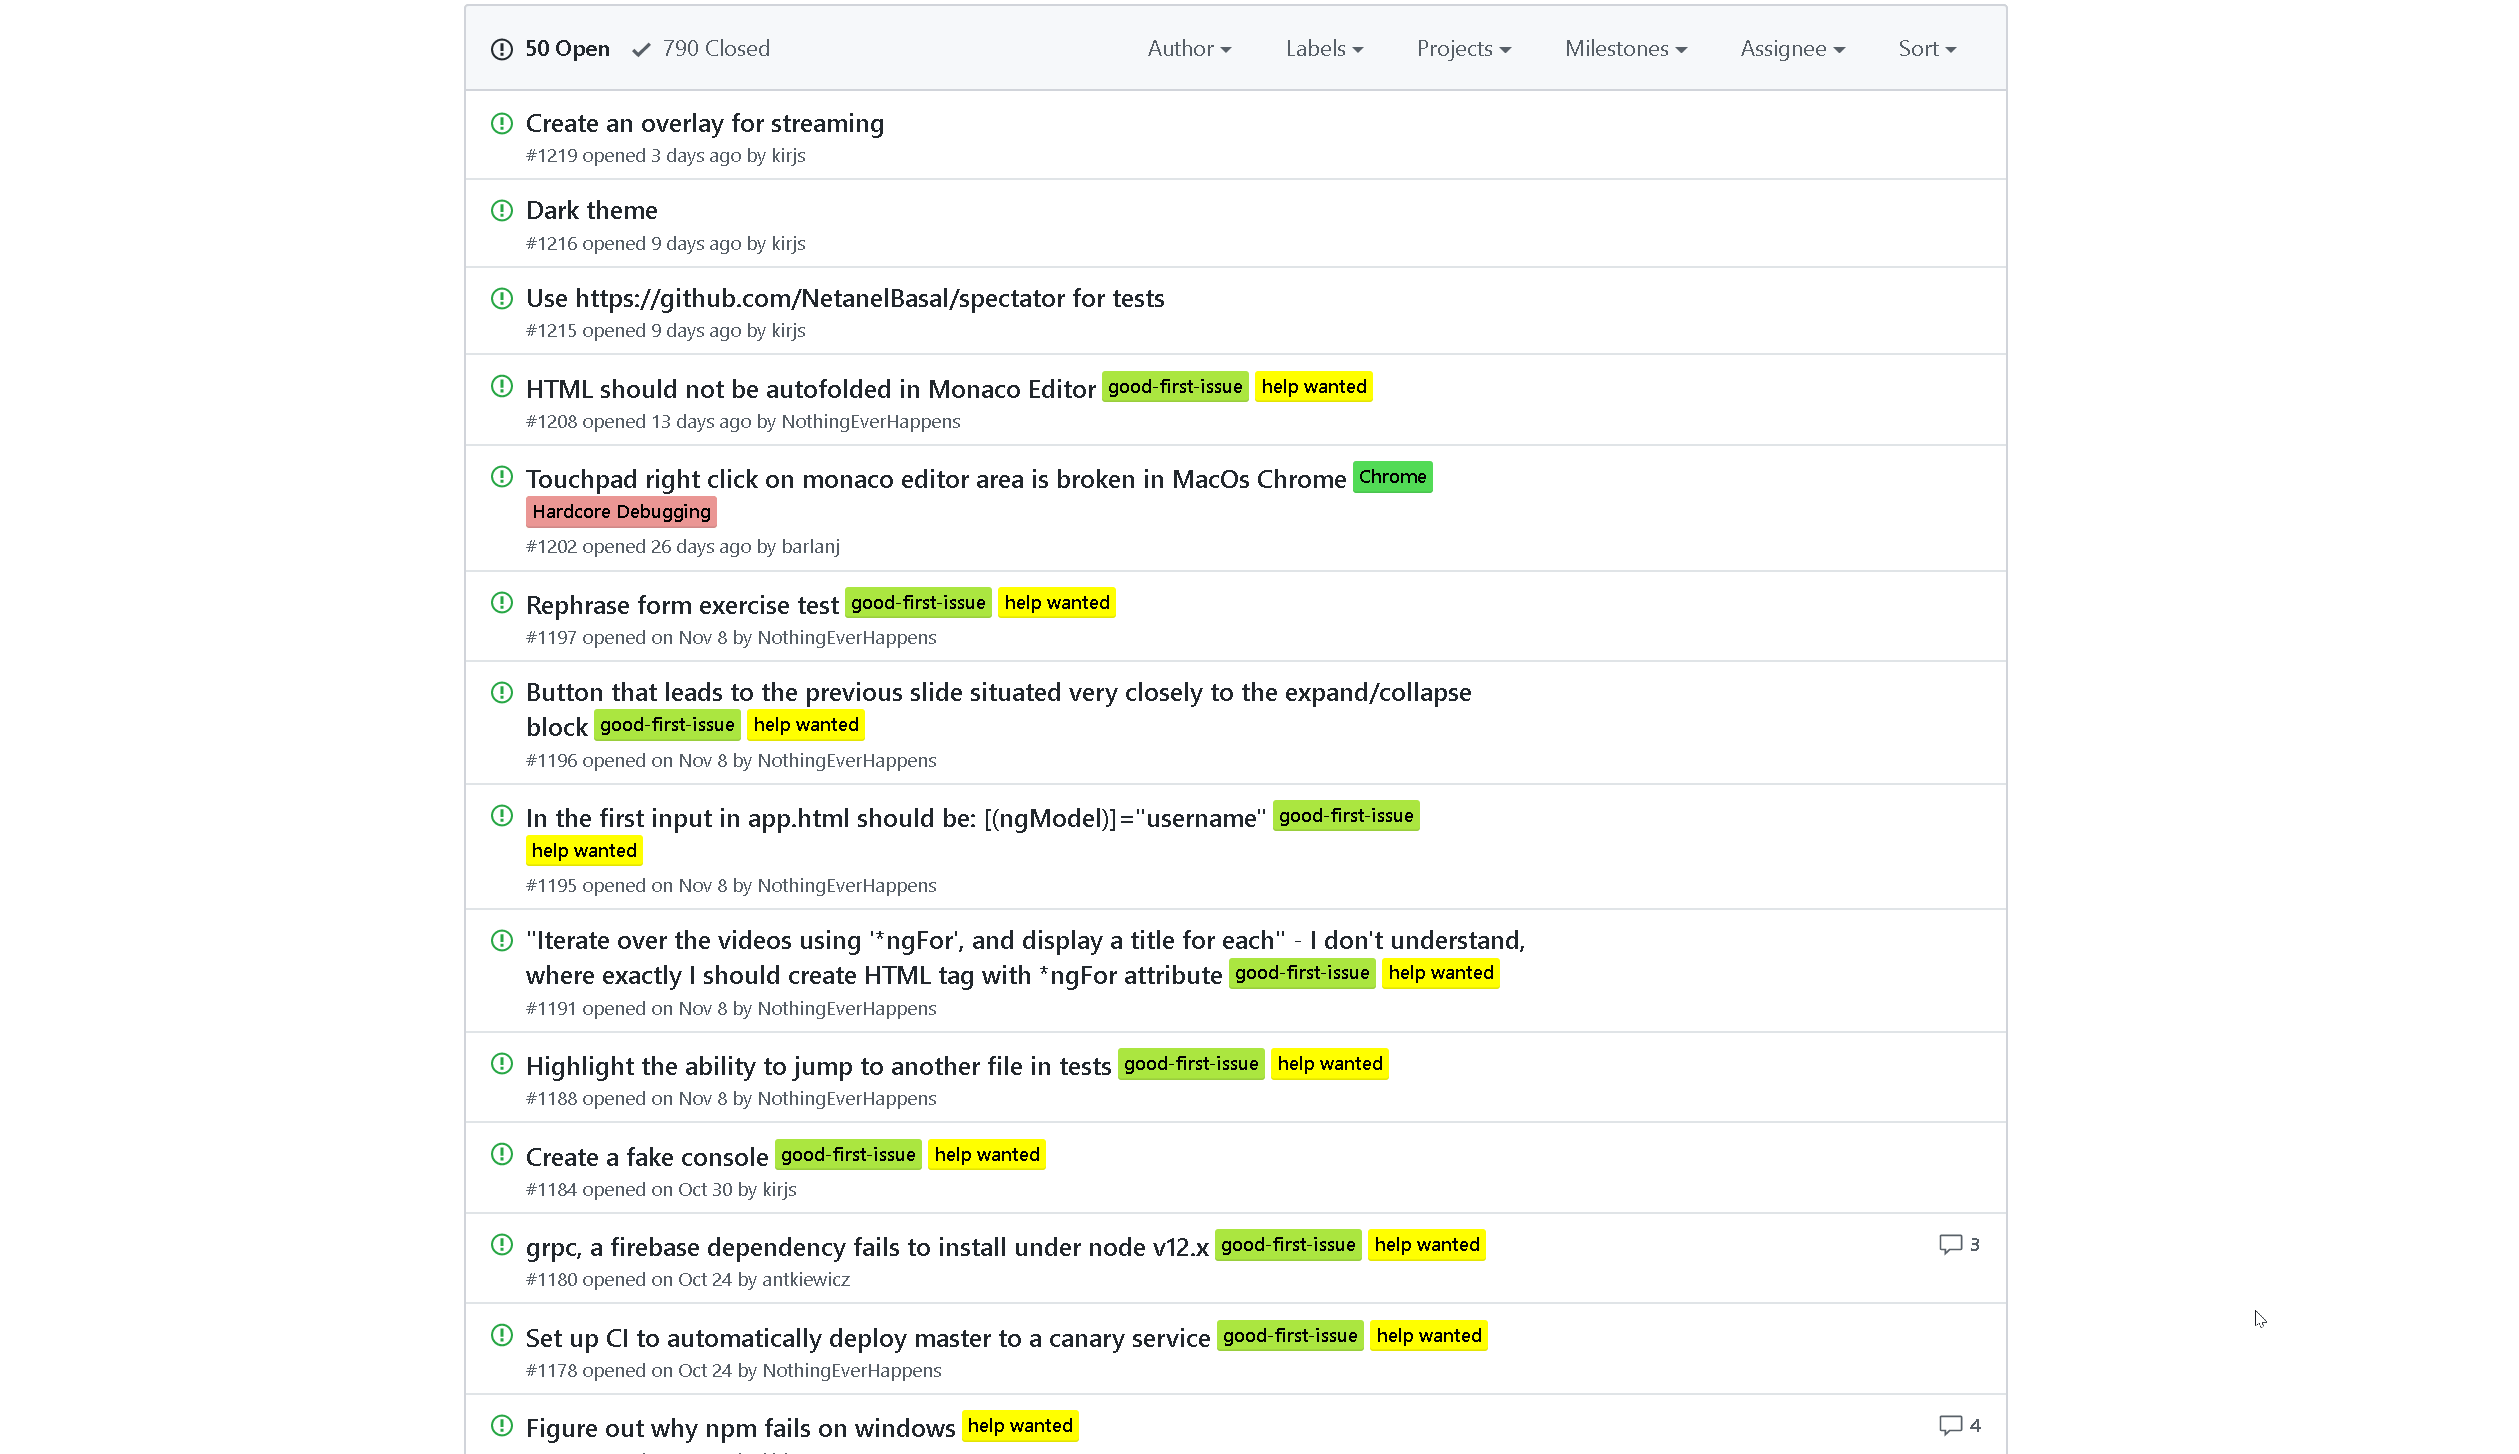 50 Open 790 Closed Author Labels Projects Milestones Assignee Sort
Create an overlay for streaming
#1219 opened 3 days ago by kirjs
Dark theme
#1216 opened 9 days ago by kirjs
Use https://github.com/NetanelBasal/spectator for tests
#1215 opened 9 days ago by kirjs
HTML should not be autofolded in Monaco Editor good-first-issue help wanted
#1208 opened 13 days ago by NothingEverHappens
Touchpad right click on monaco editor area is broken in MacOs Chrome Chrome
Hardcore Debugging
#1202 opened 26 days ago by barlanj
Rephrase form exercise test good-first-issue help wanted
#1197 opened on Nov 8 by NothingEverHappens
Button that leads to the previous slide situated very closely to the expand/collapse
block good-first-issue help wanted
#1196 opened on Nov 8 by NothingEverHappens
In the first input in app.html should be: [(ngModel)]="username" good-first-issue
help wanted
#1195 opened on Nov 8 by NothingEverHappens
"Iterate over the videos using '*ngFor', and display a title for each" - I don't understand,
where exactly I should create HTML tag with *ngFor attribute good-first-issue help wanted
#1191 opened on Nov 8 by NothingEverHappens
Highlight the ability to jump to another file in tests good-first-issue help wanted
#1188 opened on Nov 8 by NothingEverHappens
Create a fake console good-first-issue help wanted
#1184 opened on Oct 30 by kirjs
grpc, a firebase dependency fails to install under node v12.x good-first-issue help wanted 3
#1180 opened on Oct 24 by antkiewicz
Set up CI to automatically deploy master to a canary service good-first-issue help wanted
#1178 opened on Oct 24 by NothingEverHappens
Figure out why npm fails on windows help wanted 4